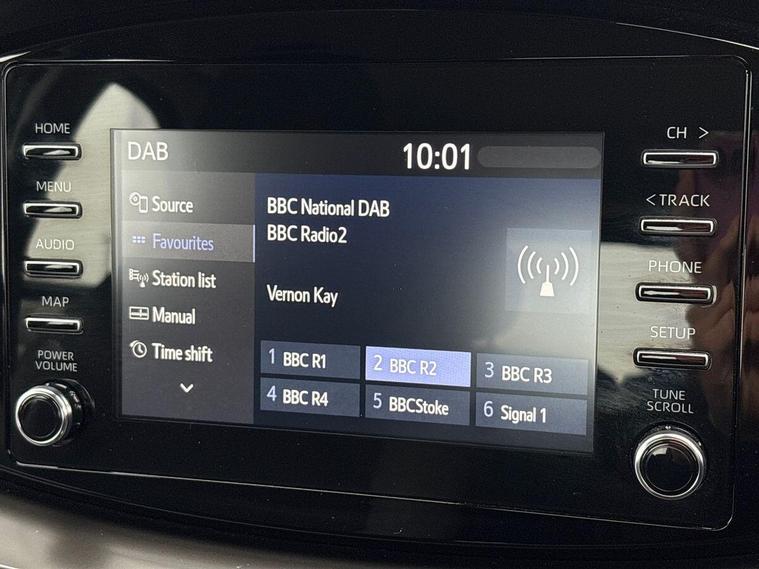 HOME
MENU
AUDIO
MAP
POWER
VOLUME
DAB
10:01
Source
Favourites
Station list
Manual
Time shift
BBC National DAB
BBC Radio2
Vernon Kay
1 BBC R1
2 BBC R2
3 BBC R3
4 BBC R4
5 BBCStoke
6 Signal 1
CH >
< TRACK
PHONE
SETUP
TUNE
SCROLL